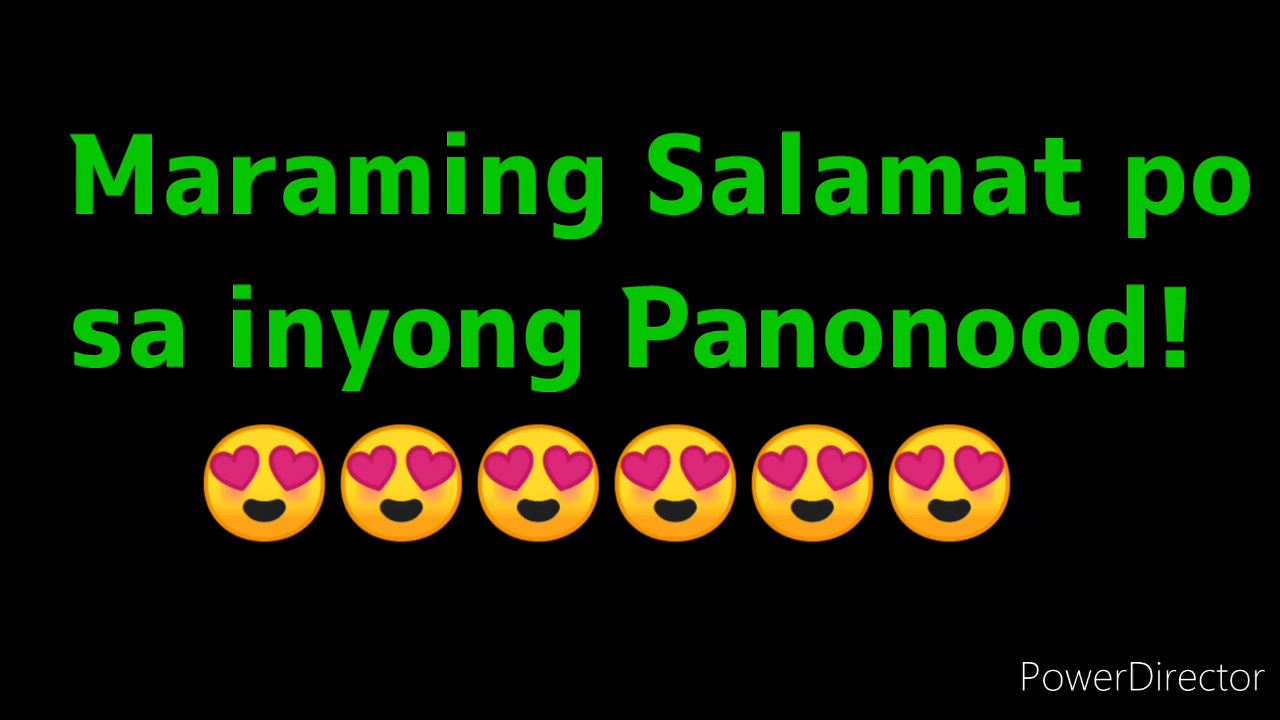 Maraming Salamat po
sa inyong Panonood!
😍😍😍😍😍😍
PowerDirector